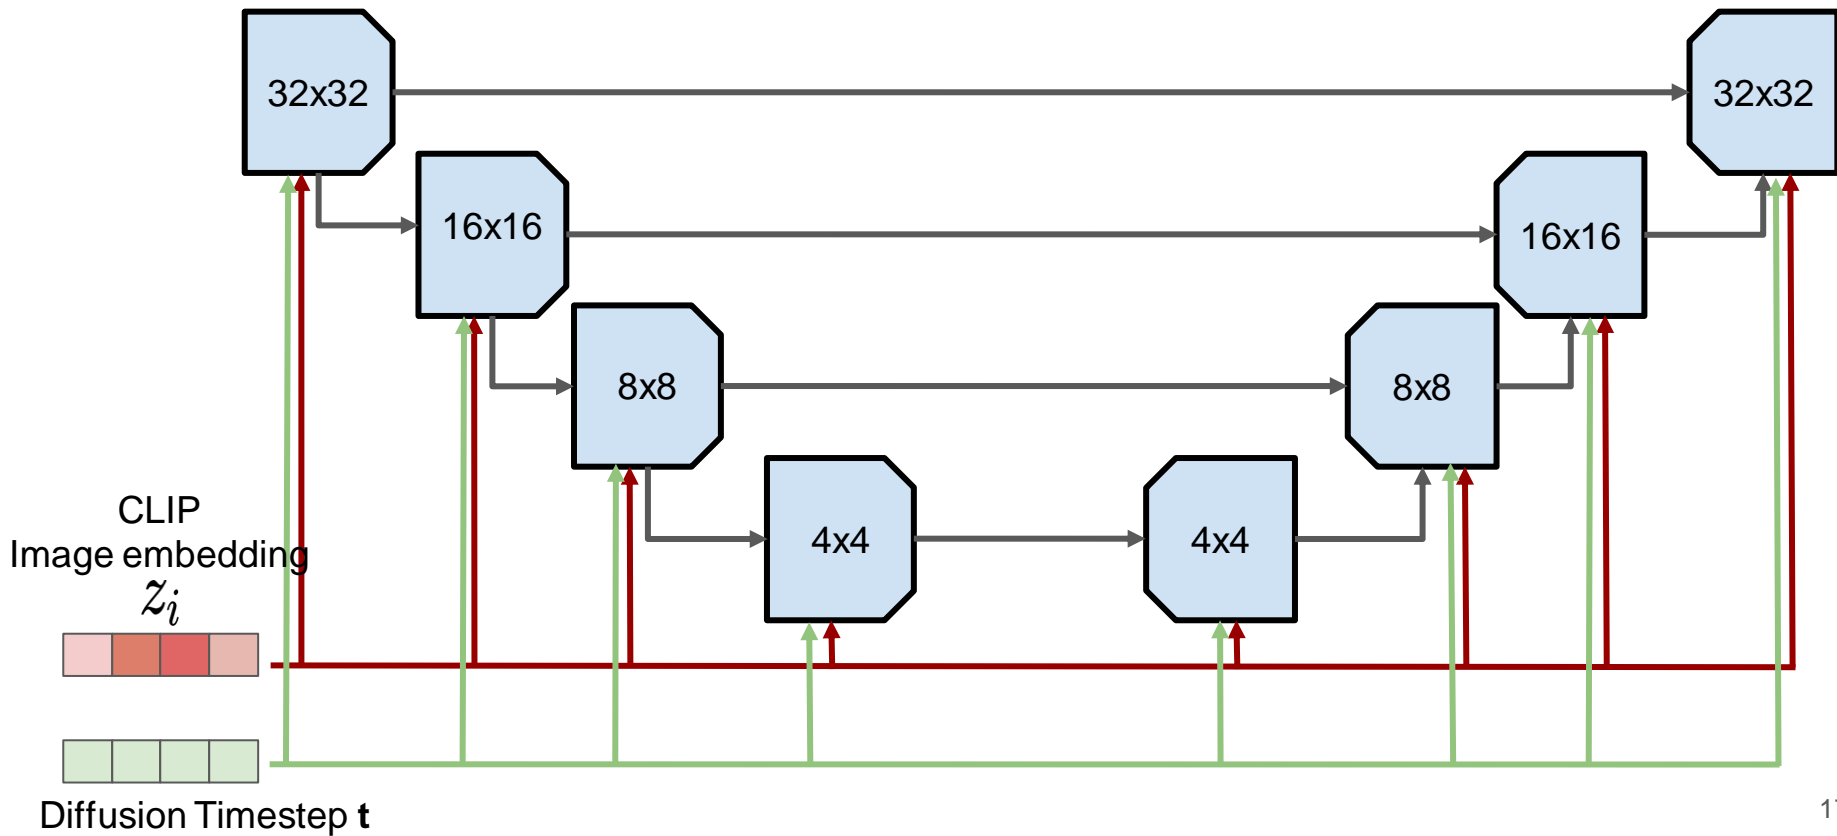 32x32
32x32
16x16
16x16
8x8
8x8
4x4
4x4
CLIP
Image embedding
z_i
Diffusion Timestep t